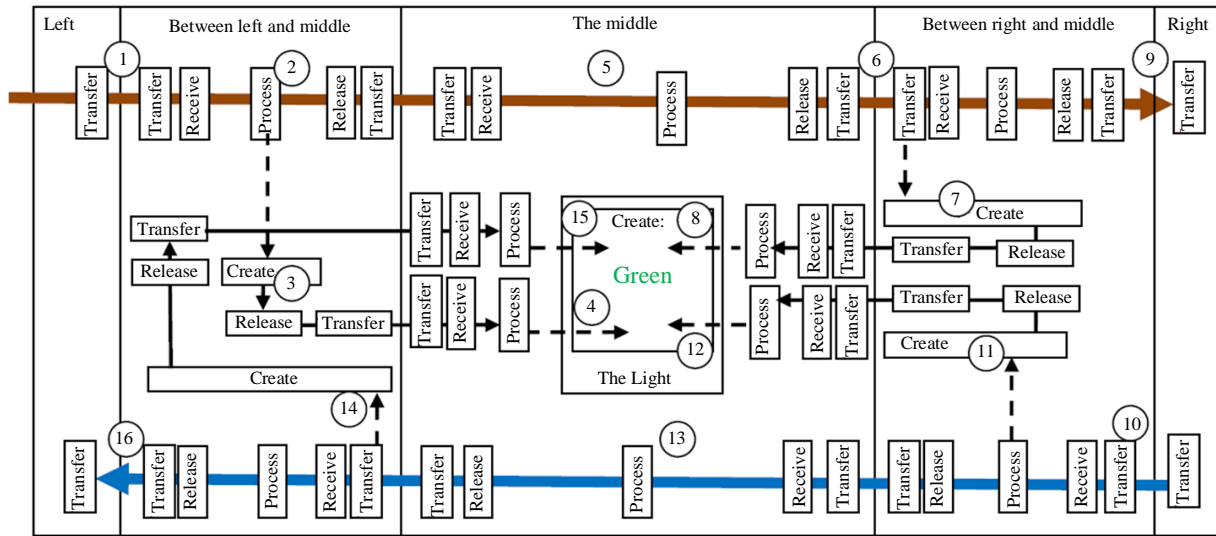 Left
Between left and middle
The middle
Between right and middle
Right
1
2
5
6
9
Transfer
Transfer
Receive
Process
Release
Transfer
Transfer
Receive
Process
Release
Transfer
Transfer
Receive
Process
Release
Transfer
Transfer
Transfer
Release
Create
3
Release
Transfer
Create
14
Transfer
Receive
Process
Transfer
Receive
Process
15
Create:
8
Green
4
12
The Light
Process
Receive
Transfer
Process
Receive
Transfer
7
Create
Transfer
Release
Transfer
Release
Create
11
16
13
10
Transfer
Transfer
Release
Process
Receive
Transfer
Transfer
Release
Process
Receive
Transfer
Transfer
Release
Process
Receive
Transfer
Transfer